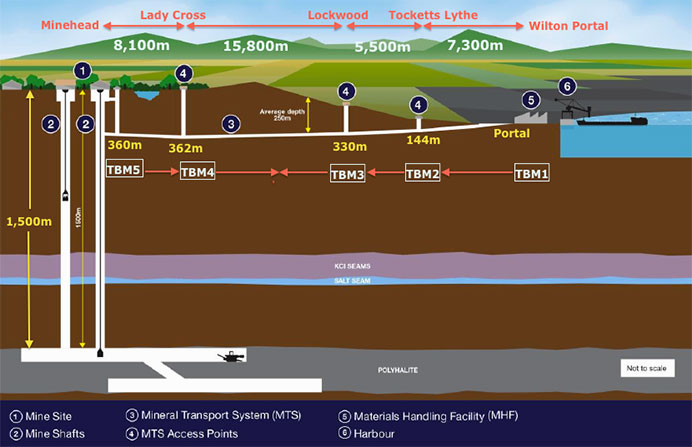 Lady Cross Lockwood Tocketts Lythe
Minehead Wilton Portal
8,100m 15,800m 5,500m 7,300m
1 4 4 4 5 6
Average depth
250m
2 2 3
Portal
360m 362m 330m 144m
TBM5 TBM4 TBM3 TBM2 TBM1
1,500m 1500m
KCI SEAMS
SALT SEAM
POLYHALITE
Not to scale
1 Mine Site 3 Mineral Transport System (MTS) 5 Materials Handling Facility (MHF)
2 Mine Shafts 4 MTS Access Points 6 Harbour